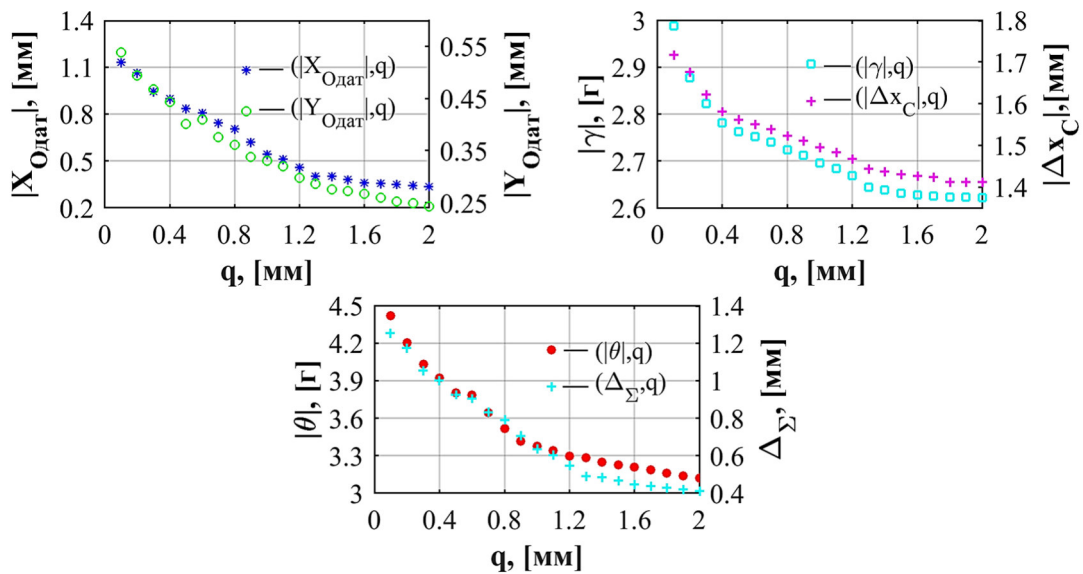 |X_Oдат|, [мм]
1.4
1.1
0.8
0.5
0.2
0 0.4 0.8 1.2 1.6 2
q, [мм]
— (|X_Oдат|,q)
— (|Y_Oдат|,q)
0.55
0.45
0.35
0.25
|Y_Oдат|, [мм]
|γ|, [г]
3
2.9
2.8
2.7
2.6
0 0.4 0.8 1.2 1.6 2
q, [мм]
— (|γ|,q)
— (|Δx_C|,q)
1.8
1.7
1.6
1.5
1.4
|Δx_C|,[мм]
|θ|, [г]
4.5
4.2
3.9
3.6
3.3
3
0 0.4 0.8 1.2 1.6 2
q, [мм]
— (|θ|,q)
— (Δ_Σ,q)
1.4
1.2
1
0.8
0.6
0.4
Δ_Σ, [мм]